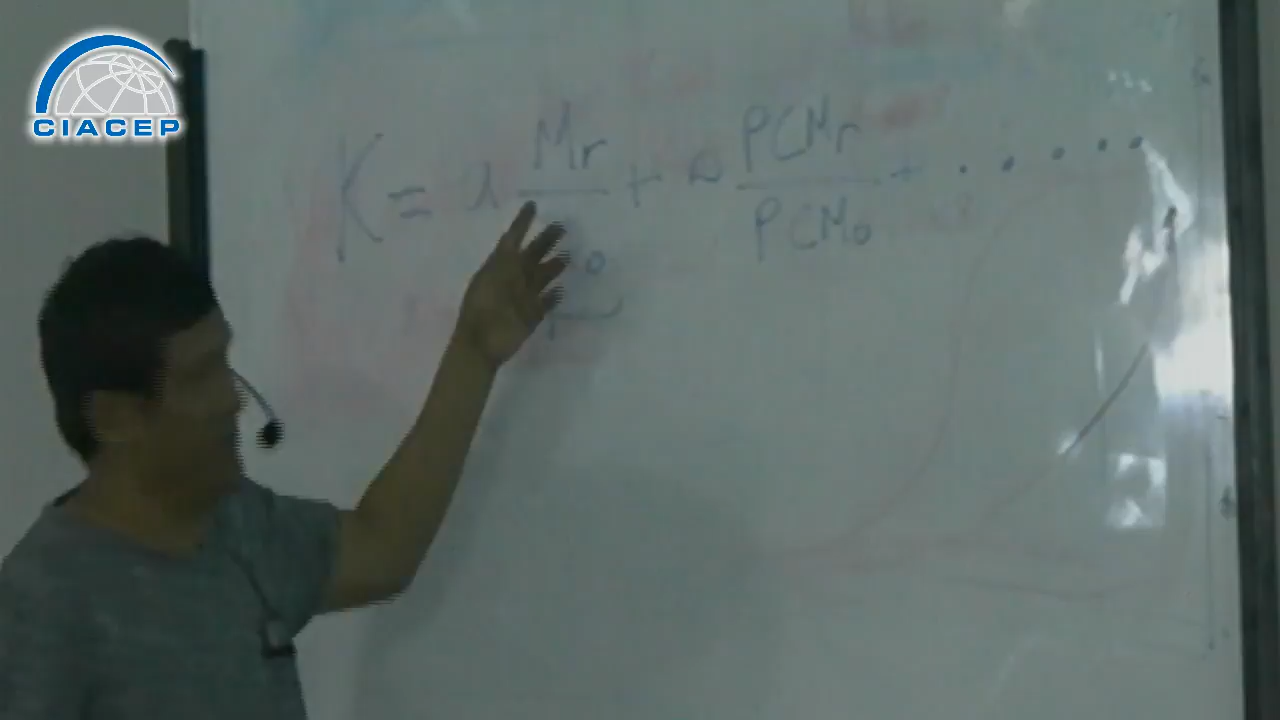 CIACEP
K = a Mr + b PCMr + . . . . .
o PCMo